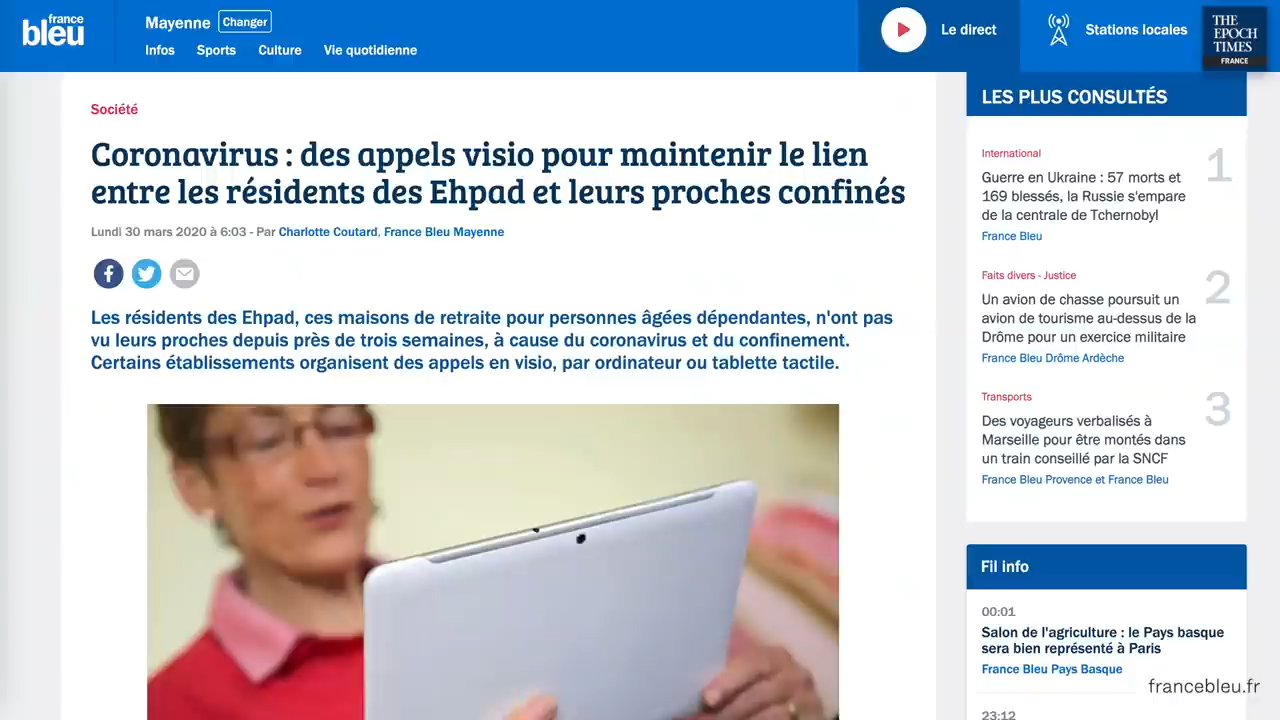 france
bleu
Mayenne
Changer
Infos
Sports
Culture
Vie quotidienne
Le direct
Stations locales
THE
EPOCH
TIMES
FRANCE
Société
Coronavirus : des appels visio pour maintenir le lien
entre les résidents des Ehpad et leurs proches confinés
Lundi 30 mars 2020 à 6:03 - Par Charlotte Coutard, France Bleu Mayenne
Les résidents des Ehpad, ces maisons de retraite pour personnes âgées dépendantes, n'ont pas
vu leurs proches depuis près de trois semaines, à cause du coronavirus et du confinement.
Certains établissements organisent des appels en visio, par ordinateur ou tablette tactile.
LES PLUS CONSULTÉS
International
1
Guerre en Ukraine : 57 morts et
169 blessés, la Russie s'empare
de la centrale de Tchernobyl
France Bleu
Faits divers - Justice
2
Un avion de chasse poursuit un
avion de tourisme au-dessus de la
Drôme pour un exercice militaire
France Bleu Drôme Ardèche
Transports
3
Des voyageurs verbalisés à
Marseille pour être montés dans
un train conseillé par la SNCF
France Bleu Provence et France Bleu
Fil info
00:01
Salon de l'agriculture : le Pays basque
sera bien représenté à Paris
France Bleu Pays Basque
francebleu.fr
23:12